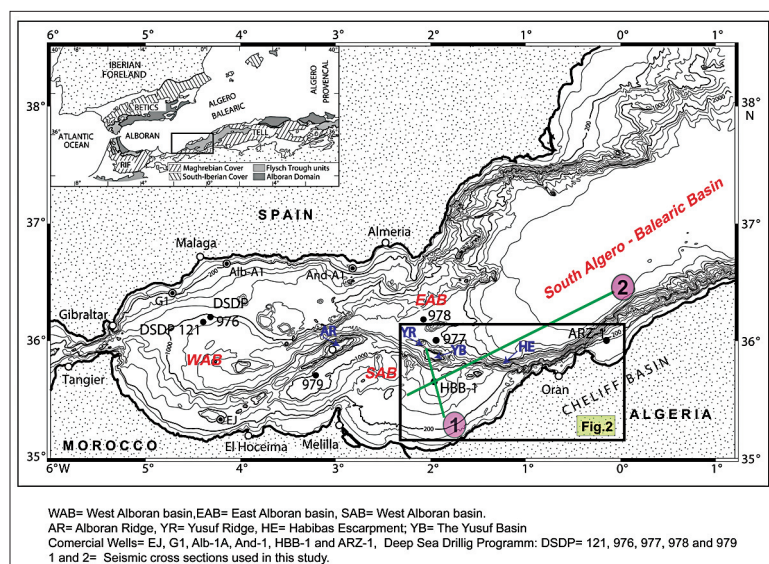 6°
5°
4°
3°
2°
1°
0°
1°
38°
38°
N
37°
37°
36°
36°
35°
35°
6°W
5°
4°
3°
2°
1°
0°
1°
IBERIAN
FORELAND
BETICS
ALGERO
BALEARIC
ALGERO
PROVENCAL
ATLANTIC
OCEAN
ALBORAN
TELL
RIF
Maghrebian Cover
South-Iberian Cover
Flysch Trough units
Alboran Domain
SPAIN
Malaga
Almeria
Alb-A1
And-A1
G1
Gibraltar
DSDP
976
DSDP 121
AR
WAB
979
SAB
EAB
978
977
YR
YB
HE
South Algero - Balearic Basin
2
ARZ-1
HBB-1
Oran
CHELIFF BASIN
ALGERIA
Fig.2
1
Tangier
EJ
El Hoceima
Melilla
MOROCCO
WAB= West Alboran basin,EAB= East Alboran basin, SAB= West Alboran basin.
AR= Alboran Ridge, YR= Yusuf Ridge, HE= Habibas Escarpment; YB= The Yusuf Basin
Comercial Wells= EJ, G1, Alb-1A, And-1, HBB-1 and ARZ-1, Deep Sea Drillig Programm: DSDP= 121, 976, 977, 978 and 979
1 and 2= Seismic cross sections used in this study.